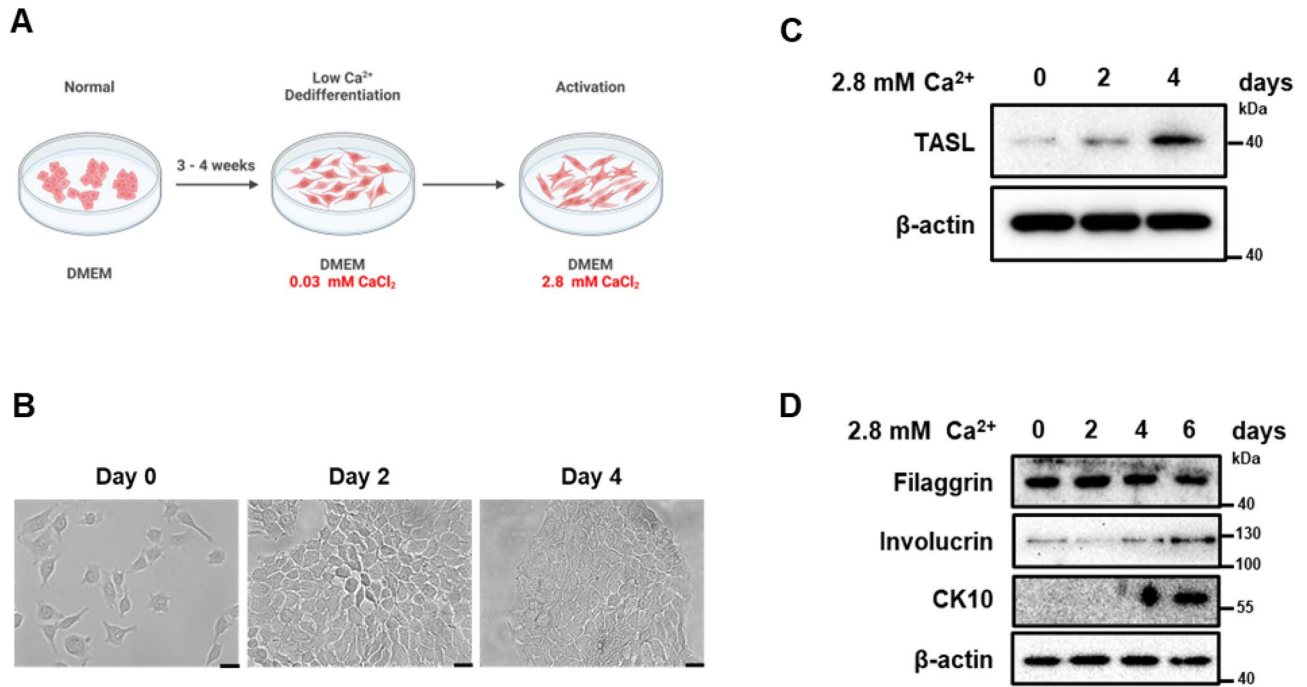 A
Normal
Low Ca²⁺
Dedifferentiation
Activation
3 - 4 weeks
DMEM
DMEM
0.03 mM CaCl₂
DMEM
2.8 mM CaCl₂
B
Day 0 Day 2 Day 4
C
2.8 mM Ca²⁺ 0 2 4 days
kDa
TASL 40
β-actin
40
D
2.8 mM Ca²⁺ 0 2 4 6 days
kDa
Filaggrin
40
Involucrin 130
100
CK10
55
β-actin
40